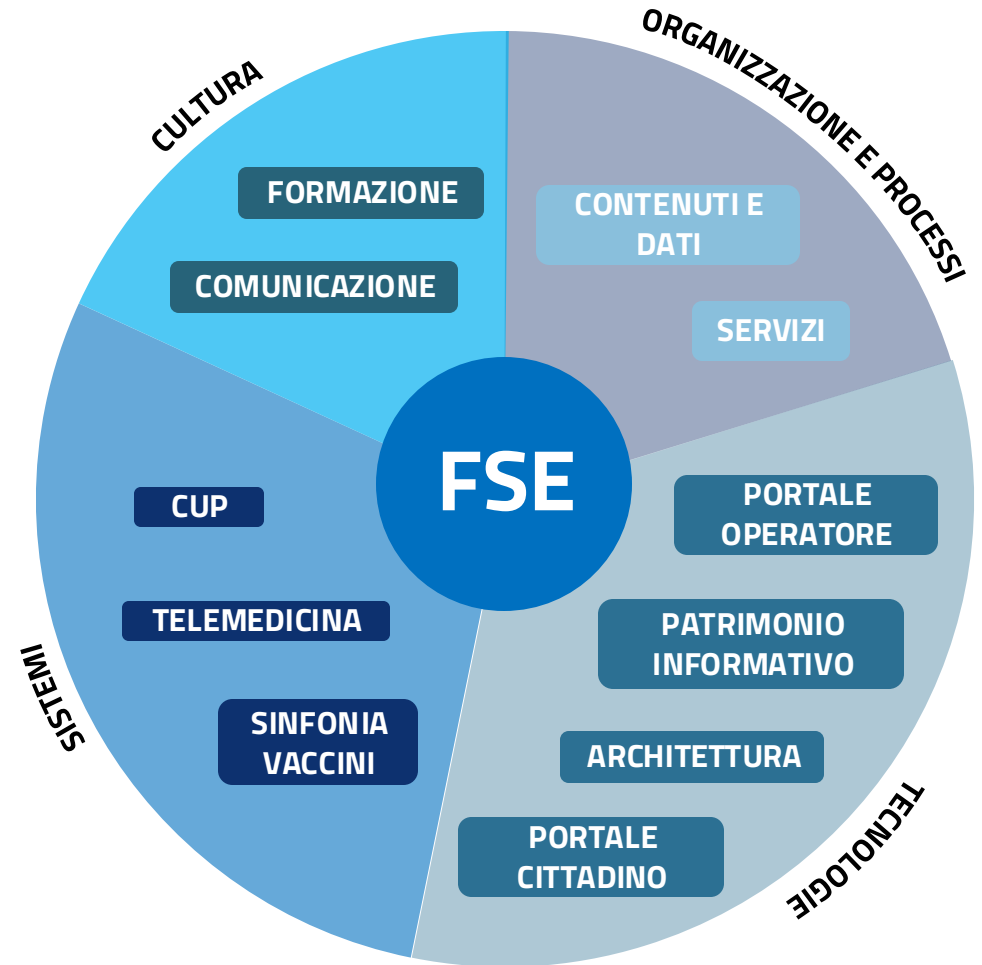 CULTURA
FORMAZIONE
COMUNICAZIONE
ORGANIZZAZIONE E PROCESSI
CONTENUTI E
DATI
SERVIZI
FSE
CUP
TELEMEDICINA
SINFONIA
VACCINI
SISTEMI
PORTALE
OPERATORE
PATRIMONIO
INFORMATIVO
ARCHITETTURA
PORTALE
CITTADINO
TECNOLOGIE